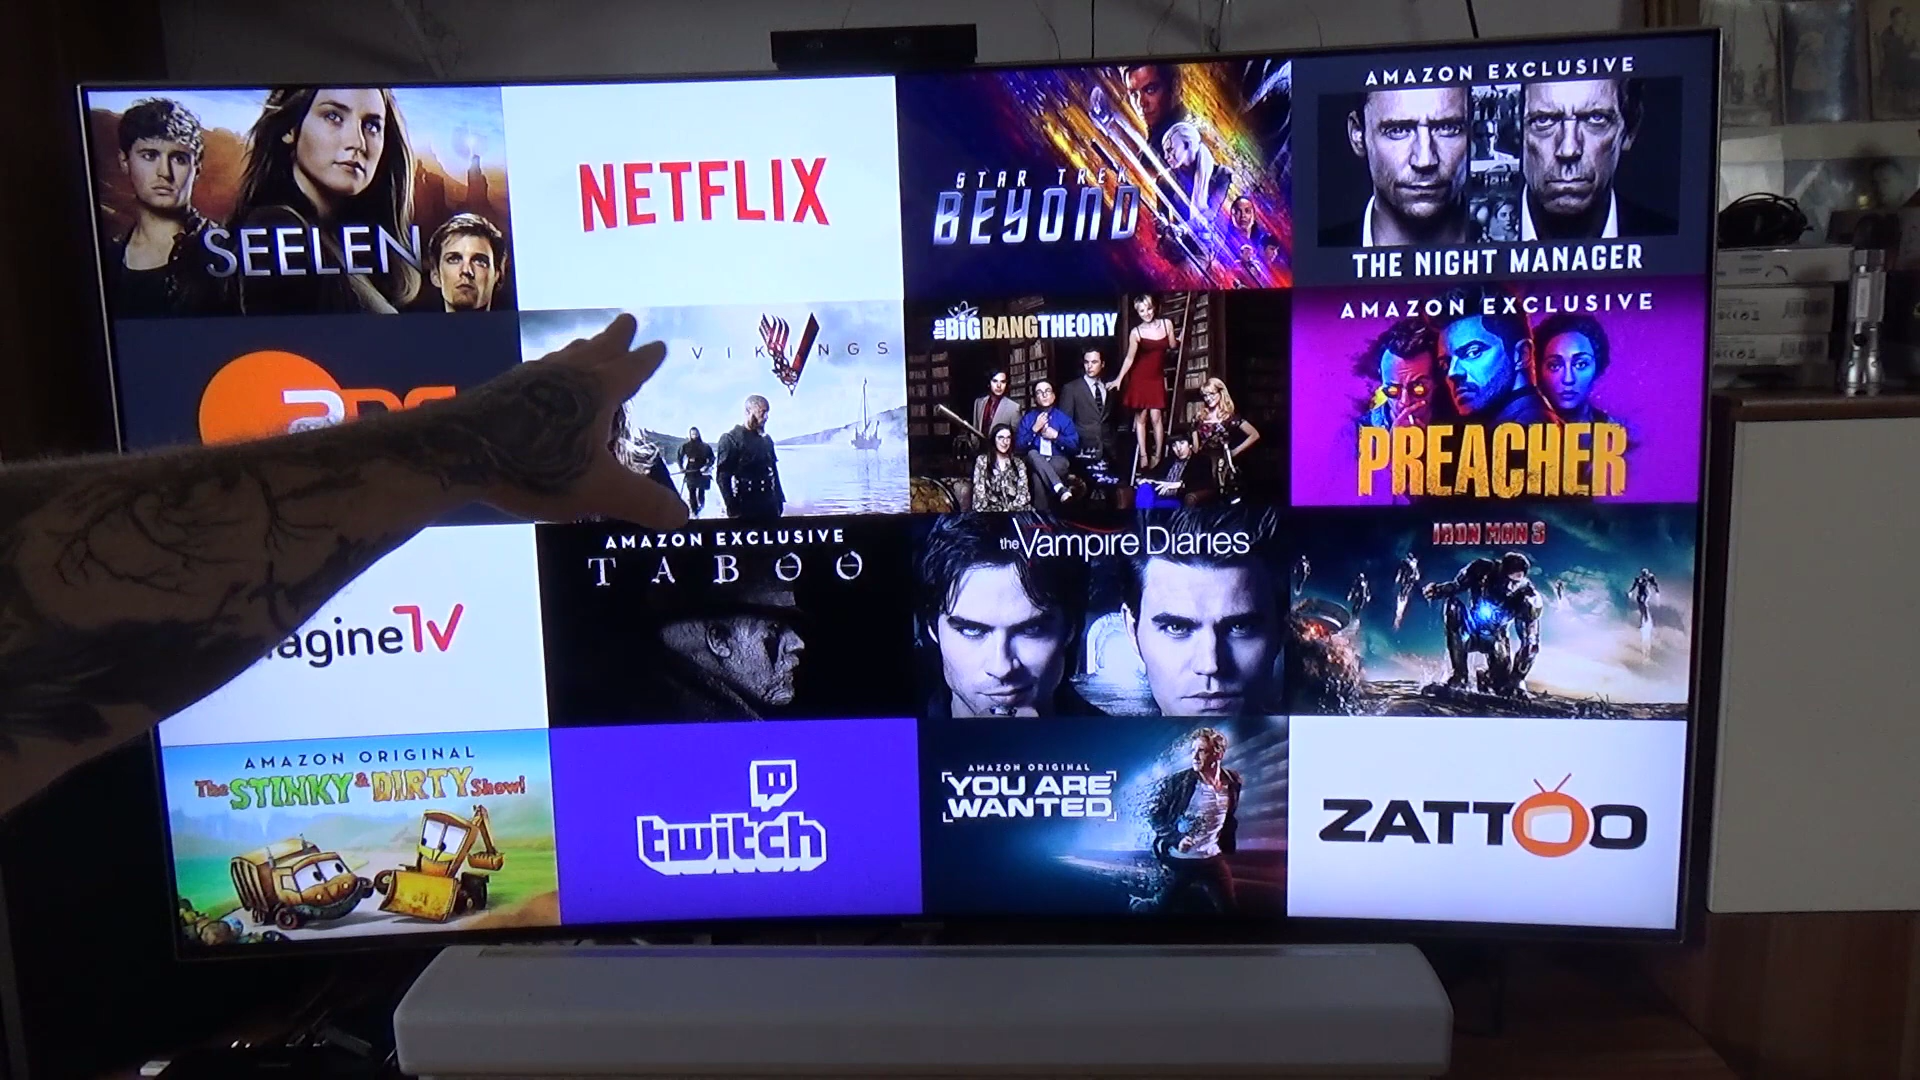 SEELEN
NETFLIX
STAR TREK
BEYOND
AMAZON EXCLUSIVE
THE NIGHT MANAGER
VIKINGS
the BIG BANG THEORY
AMAZON EXCLUSIVE
PREACHER
agineTV
AMAZON EXCLUSIVE
TABOO
the Vampire Diaries
IRON MAN 3
AMAZON ORIGINAL
The STINKY & DIRTY Show!
twitch
AMAZON ORIGINAL
YOU ARE
WANTED
ZATTOO